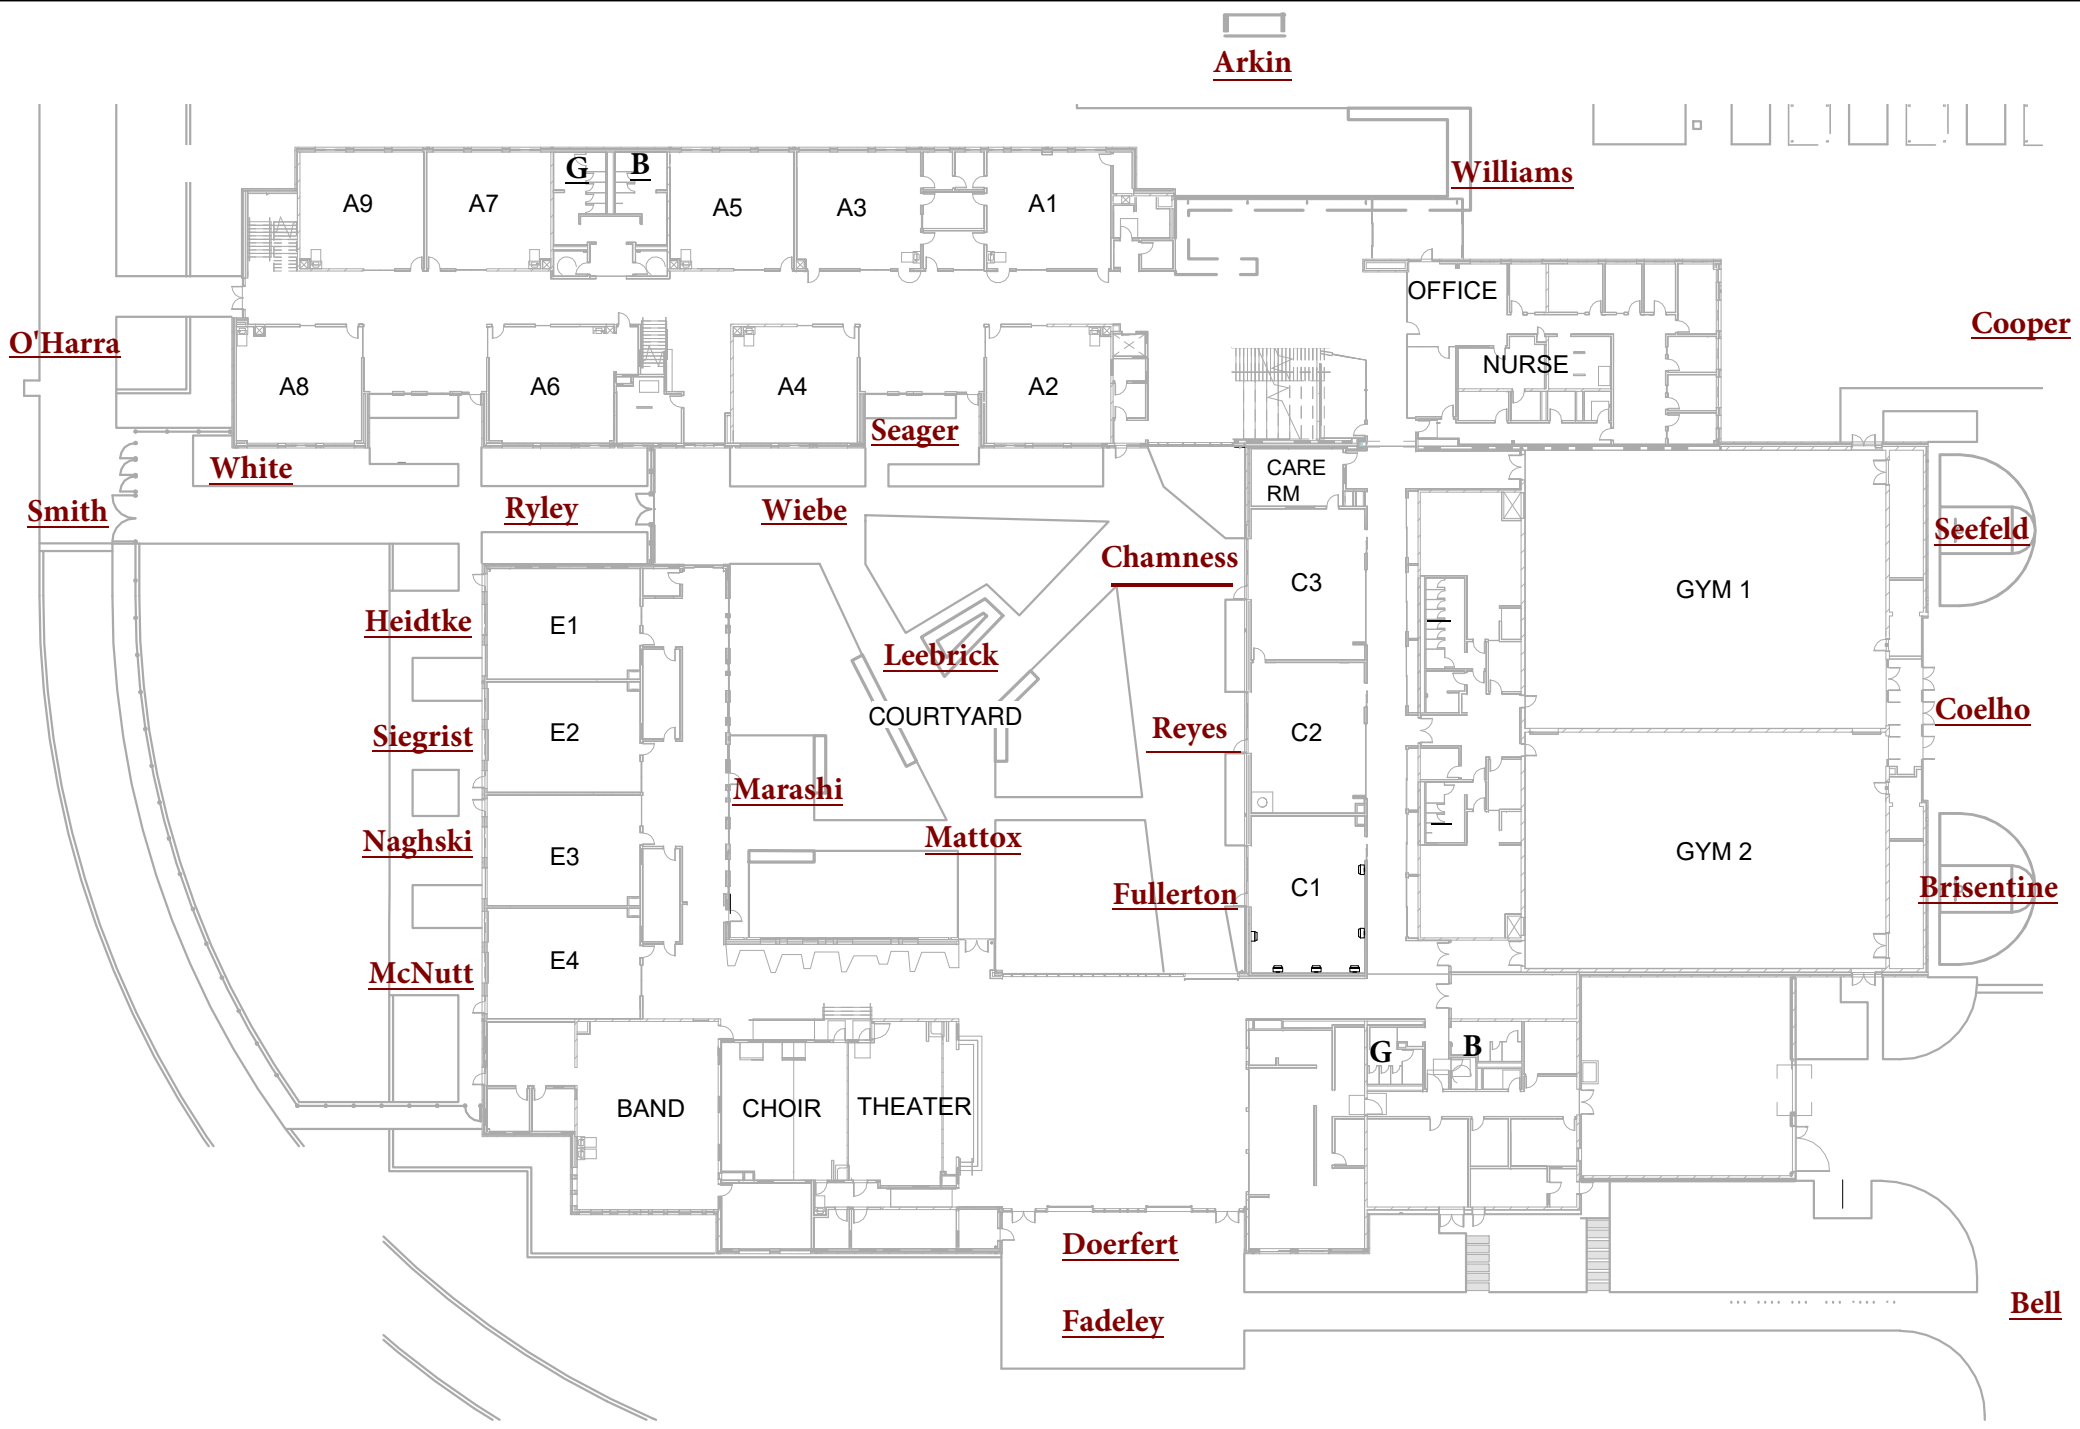 Arkin
Williams
G
B
A9
A7
A5
A3
A1
OFFICE
Cooper
O'Harra
NURSE
A8
A6
A4
A2
Seager
White
CARE
RM
Smith
Ryley
Wiebe
Seefeld
Chamness
C3
GYM 1
Heidtke
E1
Leebrick
COURTYARD
Coelho
Siegrist
E2
Reyes
C2
Marashi
Naghski
E3
Mattox
GYM 2
Fullerton
C1
Brisentine
McNutt
E4
G
B
BAND
CHOIR
THEATER
Doerfert
Bell
Fadeley